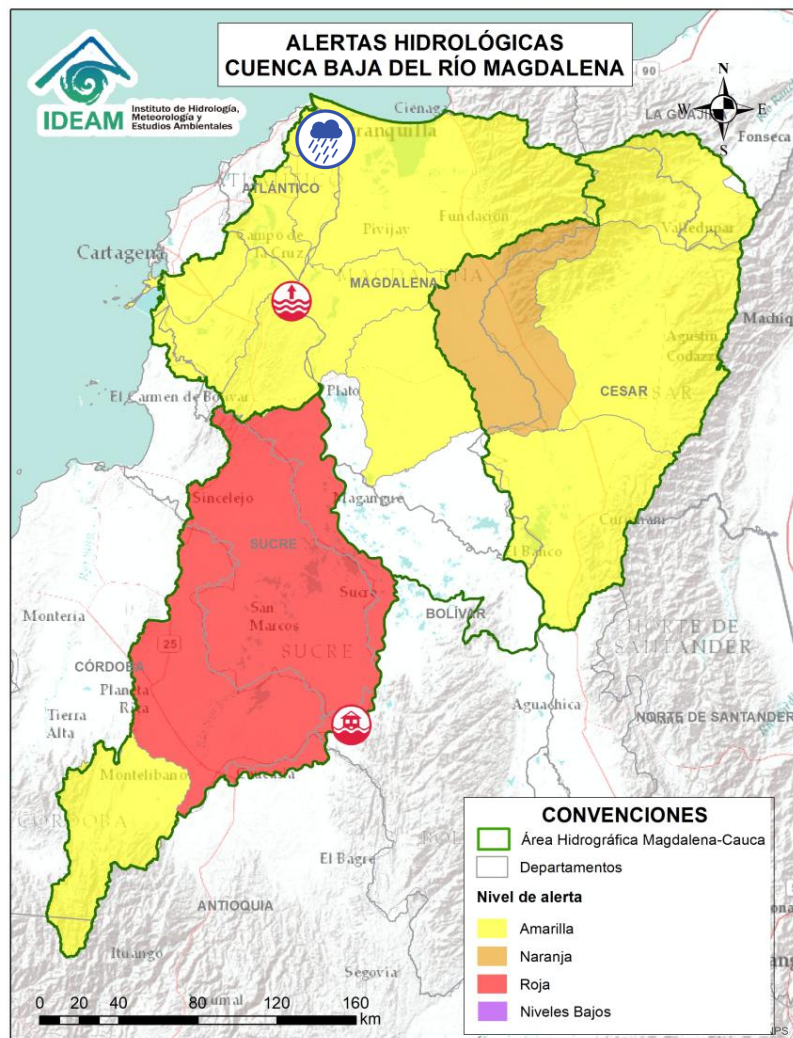 ALERTAS HIDROLÓGICAS
CUENCA BAJA DEL RÍO MAGDALENA
IDEAM
Instituto de Hidrología,
Meteorología y
Estudios Ambientales
90
Ciénaga
LA GUAJIRA
W E
S
Fonseca
ATLÁNTICO
Cartagena
Campo de
la Cruz
Pivijay
Fundación
Valledupar
MAGDALENA
MAGDALENA
Agustín
Codazzi
El Carmen de Bolívar
Plato
CESAR
Sincelejo
Magangue
SUCRE
El Banco
Montería
San
Marcos
Sucre
BOLÍVAR
SUCRE
NORTE DE
SANTANDER
25
CÓRDOBA
Planeta
Rica
Aguachica
Tierra
Alta
NORTE DE SANTANDER
Montelibano
CÓRDOBA
El Bagre
ANTIOQUIA
Ituango
Segovia
CONVENCIONES
Área Hidrográfica Magdalena-Cauca
Departamentos
Nivel de alerta
Amarilla
Naranja
Roja
Niveles Bajos
0 20 40 80 120 160
km